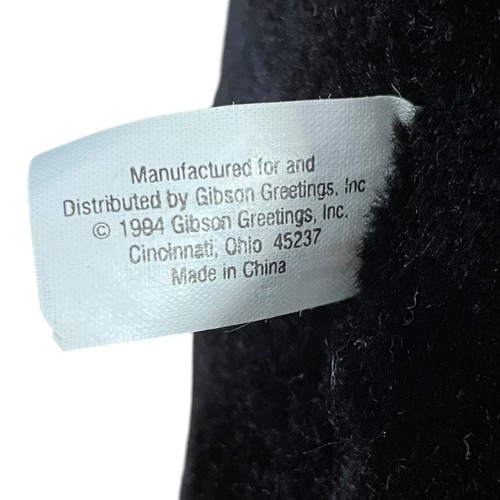 Manufactured for and
Distributed by Gibson Greetings, Inc
© 1994 Gibson Greetings, Inc.
Cincinnati, Ohio 45237
Made in China